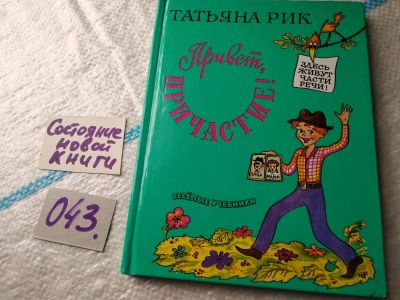 ТАТЬЯНА РИК
Привет,
ПРИЧАСТИЕ!
ЗДЕСЬ
ЖИВУТ
ЧАСТИ
РЕЧИ!
ВЕСЁЛЫЕ УЧЕБНИКИ
Состояние
новой
книги
043.